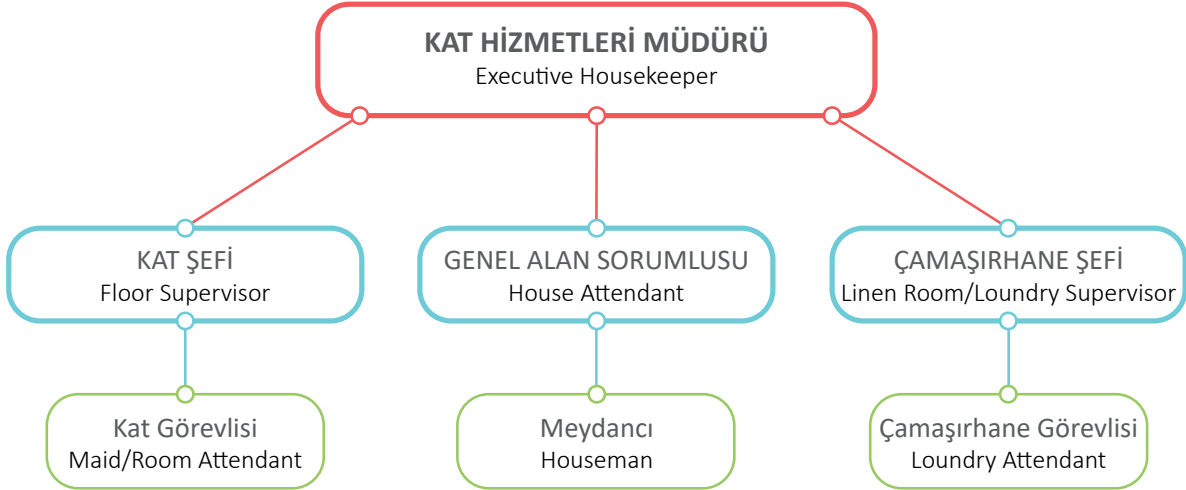 KAT HİZMETLERİ MÜDÜRÜ
Executive Housekeeper
KAT ŞEFİ
Floor Supervisor
GENEL ALAN SORUMLUSU
House Attendant
ÇAMAŞIRHANE ŞEFİ
Linen Room/Loundry Supervisor
Kat Görevlisi
Maid/Room Attendant
Meydancı
Houseman
Çamaşırhane Görevlisi
Loundry Attendant